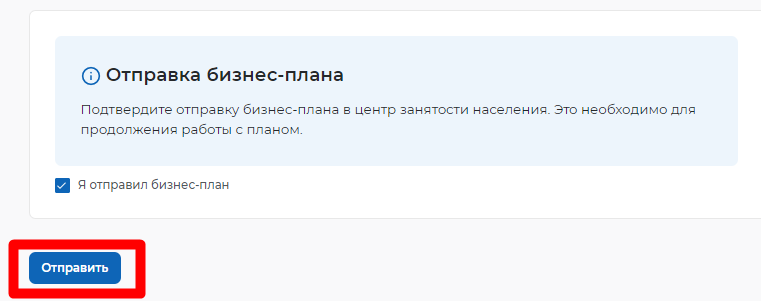 Отправка бизнес-плана
Подтвердите отправку бизнес-плана в центр занятости населения. Это необходимо для
продолжения работы с планом.
Я отправил бизнес-план
Отправить